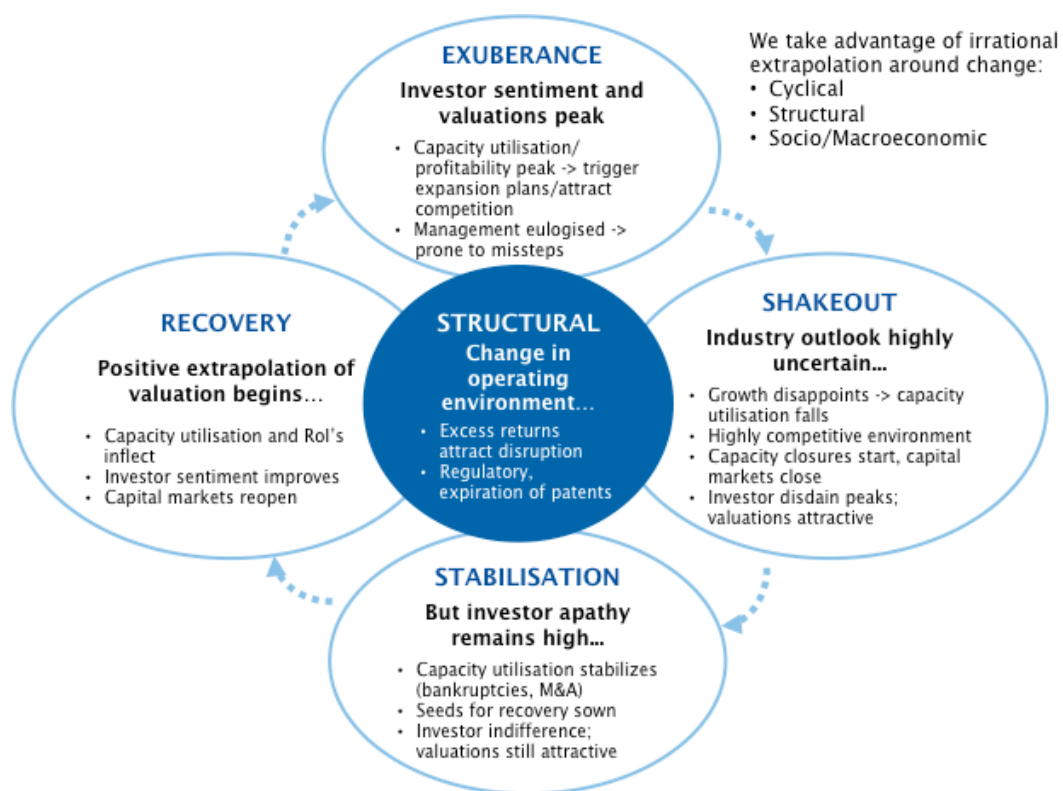 EXUBERANCE
Investor sentiment and
valuations peak
• Capacity utilisation/
profitability peak -> trigger
expansion plans/attract
competition
• Management eulogised ->
prone to missteps
We take advantage of irrational
extrapolation around change:
• Cyclical
• Structural
• Socio/Macroeconomic
RECOVERY
Positive extrapolation of
valuation begins...
• Capacity utilisation and RoI's
inflect
• Investor sentiment improves
• Capital markets reopen
STRUCTURAL
Change in
operating
environment...
• Excess returns
attract disruption
• Regulatory,
expiration of patents
SHAKEOUT
Industry outlook highly
uncertain...
• Growth disappoints -> capacity
utilisation falls
• Highly competitive environment
• Capacity closures start, capital
markets close
• Investor disdain peaks;
valuations attractive
STABILISATION
But investor apathy
remains high...
• Capacity utilisation stabilizes
(bankruptcies, M&A)
• Seeds for recovery sown
• Investor indifference;
valuations still attractive